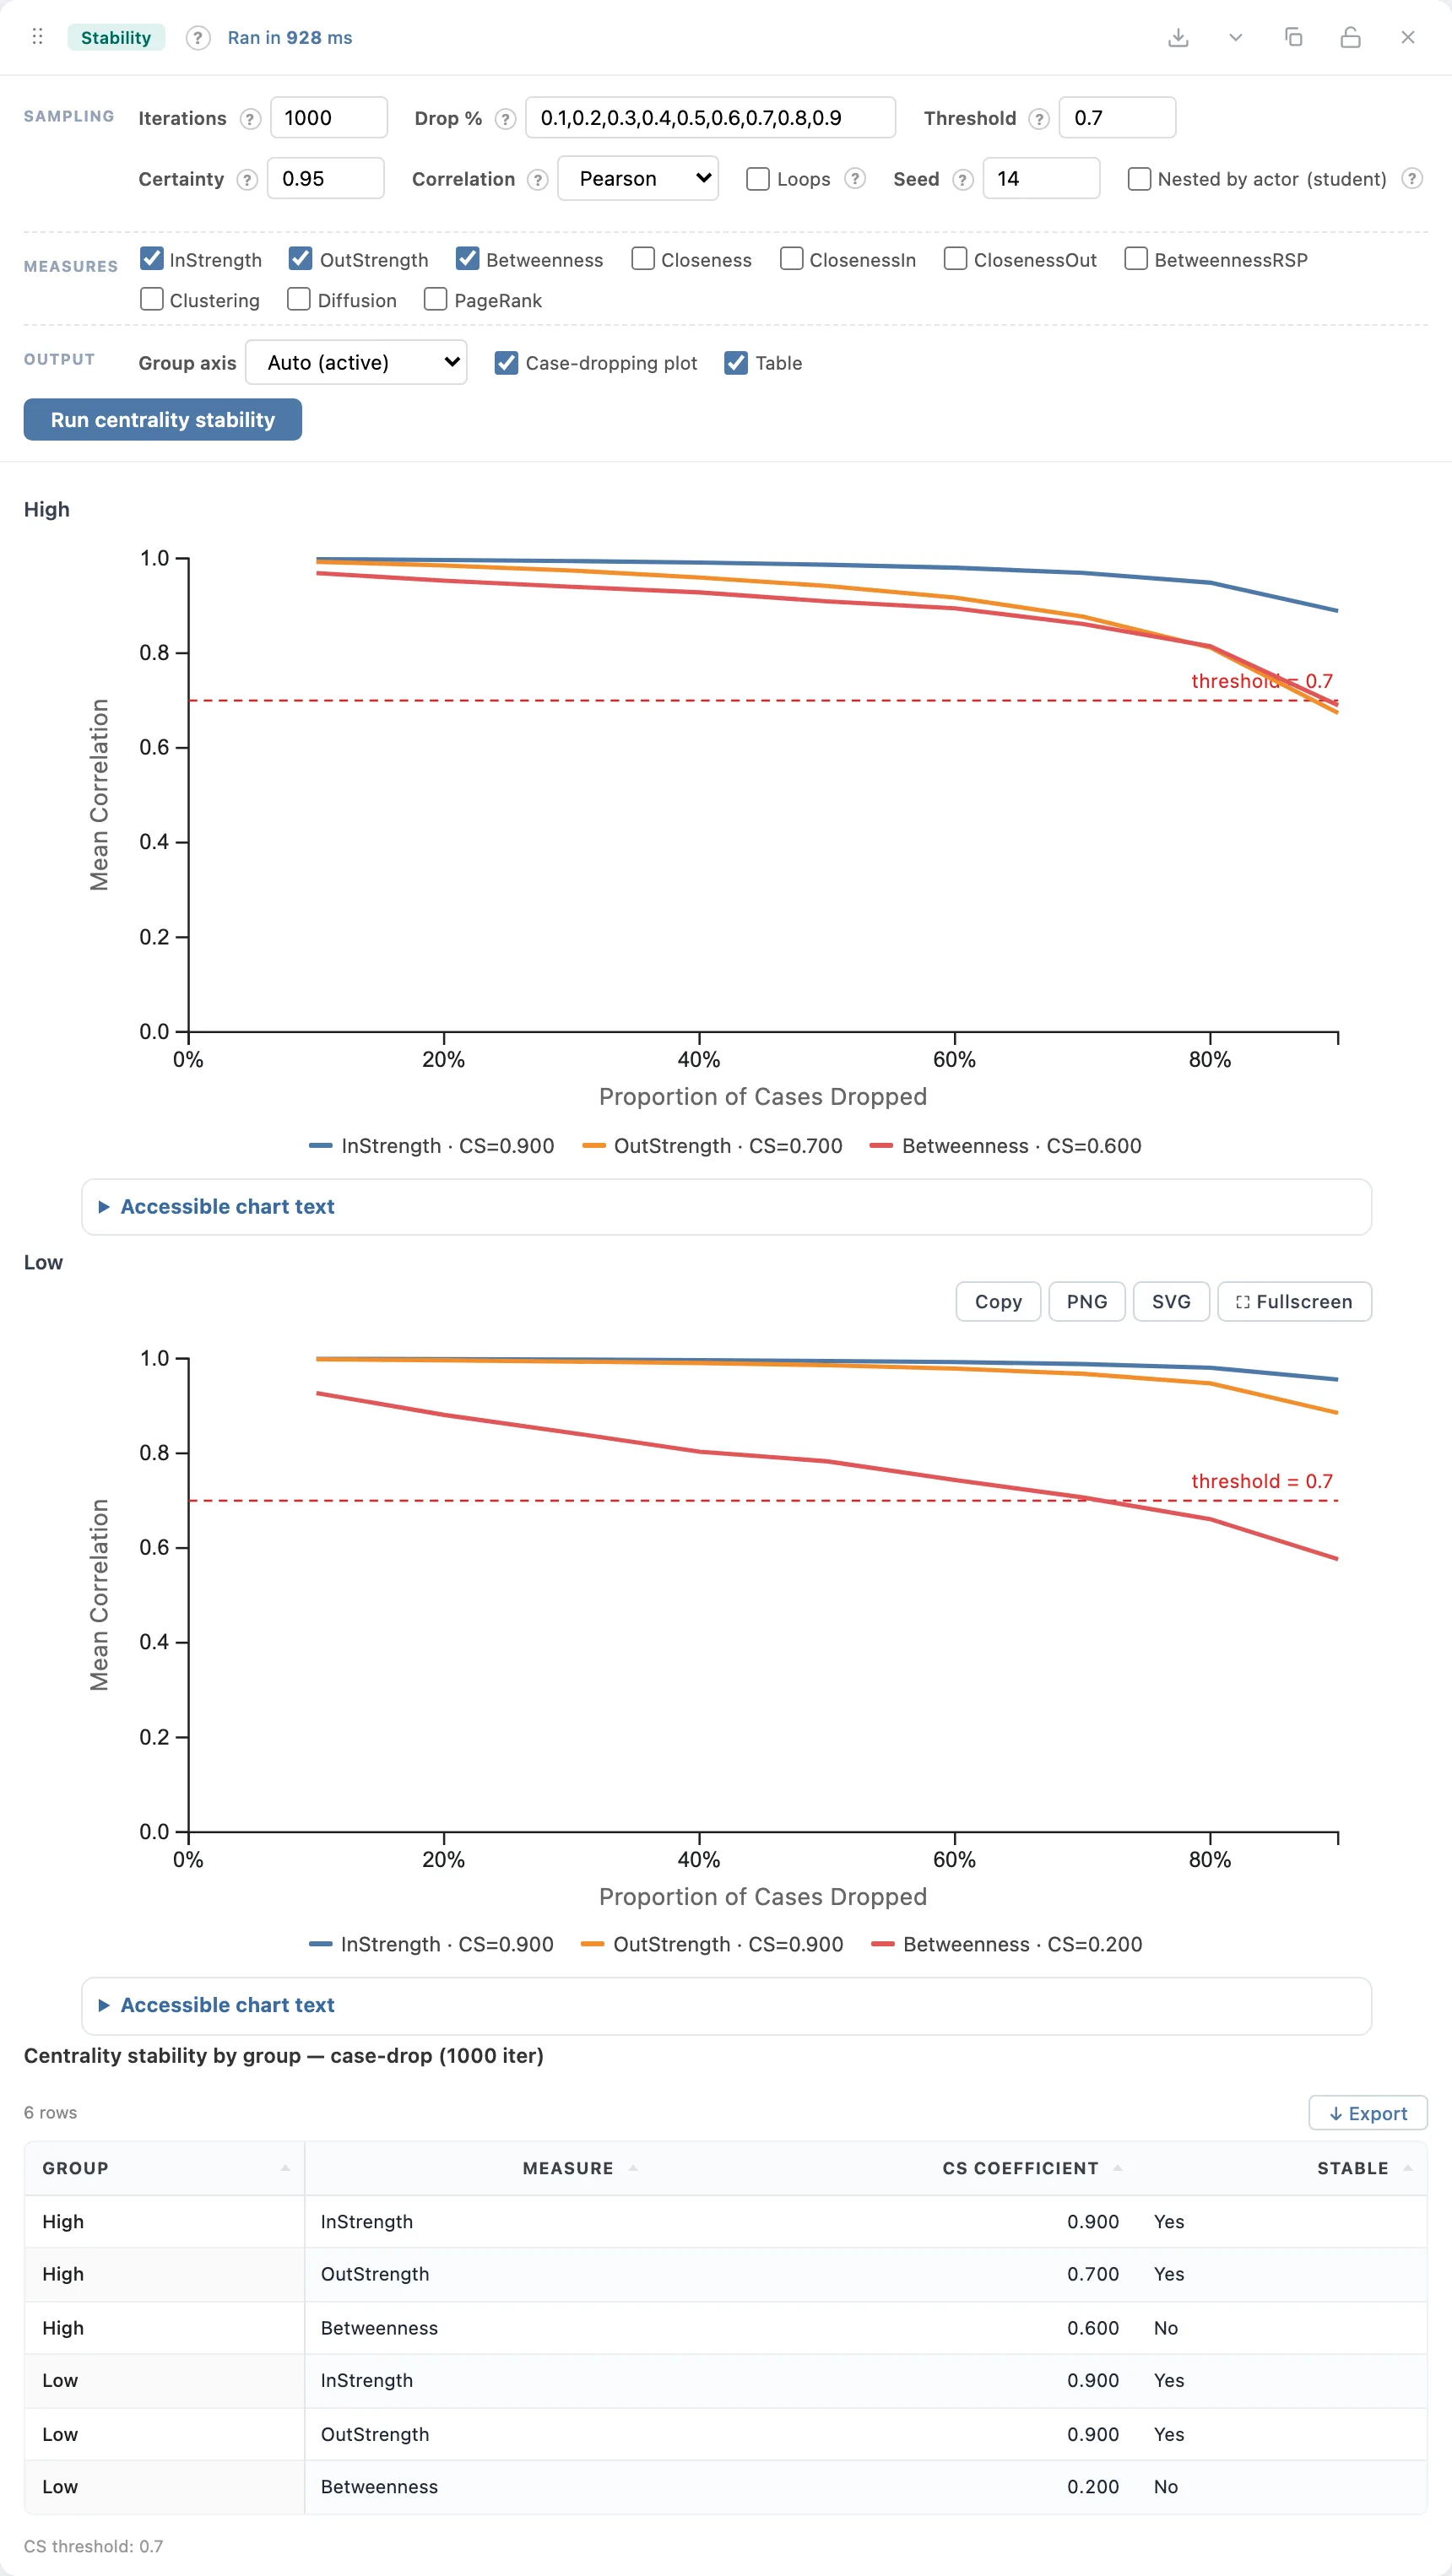 Stability ? Ran in 928 ms
SAMPLING Iterations ? 1000 Drop % ? 0.1,0.2,0.3,0.4,0.5,0.6,0.7,0.8,0.9 Threshold ? 0.7
Certainty ? 0.95 Correlation ? Pearson Loops ? Seed ? 14 Nested by actor (student) ?
MEASURES InStrength OutStrength Betweenness Closeness ClosenessIn ClosenessOut BetweennessRSP
Clustering Diffusion PageRank
OUTPUT Group axis Auto (active) Case-dropping plot Table
Run centrality stability
High
1.0
0.8
threshold = 0.7
0.6
Mean Correlation
0.4
0.2
0.0
0% 20% 40% 60% 80%
Proportion of Cases Dropped
InStrength · CS=0.900 OutStrength · CS=0.700 Betweenness · CS=0.600
Accessible chart text
Low
Copy PNG SVG Fullscreen
1.0
0.8
threshold = 0.7
0.6
Mean Correlation
0.4
0.2
0.0
0% 20% 40% 60% 80%
Proportion of Cases Dropped
InStrength · CS=0.900 OutStrength · CS=0.900 Betweenness · CS=0.200
Accessible chart text
Centrality stability by group — case-drop (1000 iter)
6 rows ↓ Export
GROUP MEASURE CS COEFFICIENT STABLE
High InStrength 0.900 Yes
High OutStrength 0.700 Yes
High Betweenness 0.600 No
Low InStrength 0.900 Yes
Low OutStrength 0.900 Yes
Low Betweenness 0.200 No
CS threshold: 0.7